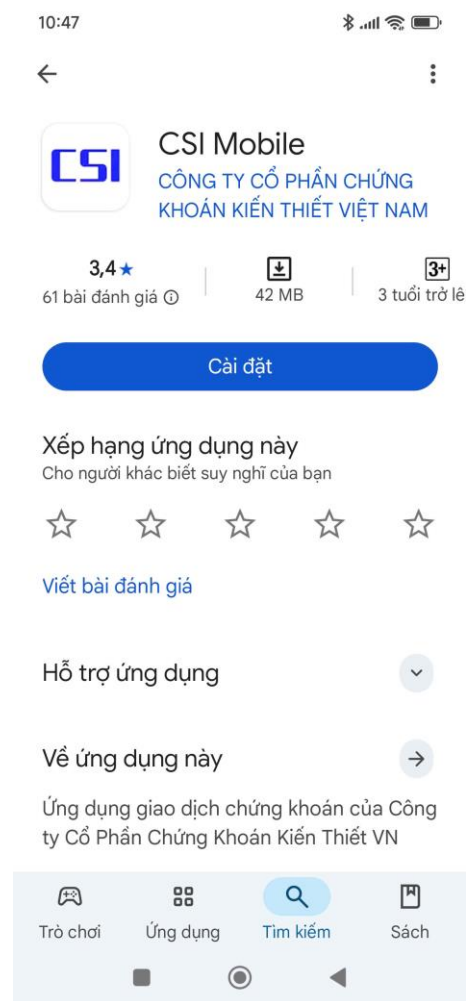 10:47
CSI
CSI Mobile
CÔNG TY CỔ PHẦN CHỨNG
KHOÁN KIẾN THIẾT VIỆT NAM
3,4★
61 bài đánh giá
42 MB
3+
3 tuổi trở lê
Cài đặt
Xếp hạng ứng dụng này
Cho người khác biết suy nghĩ của bạn
Viết bài đánh giá
Hỗ trợ ứng dụng
Về ứng dụng này
Ứng dụng giao dịch chứng khoán của Công
ty Cổ Phần Chứng Khoán Kiến Thiết VN
Trò chơi
Ứng dụng
Tìm kiếm
Sách